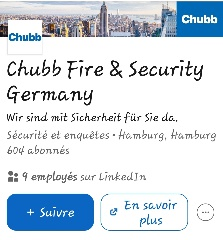 CHUBB
Chubb
Chubb Fire & Security
Germany
Wir sind mit Sicherheit für Sie da.
Sécurité et enquêtes • Hamburg, Hamburg
604 abonnés
9 employés sur LinkedIn
+ Suivre
En savoir
plus